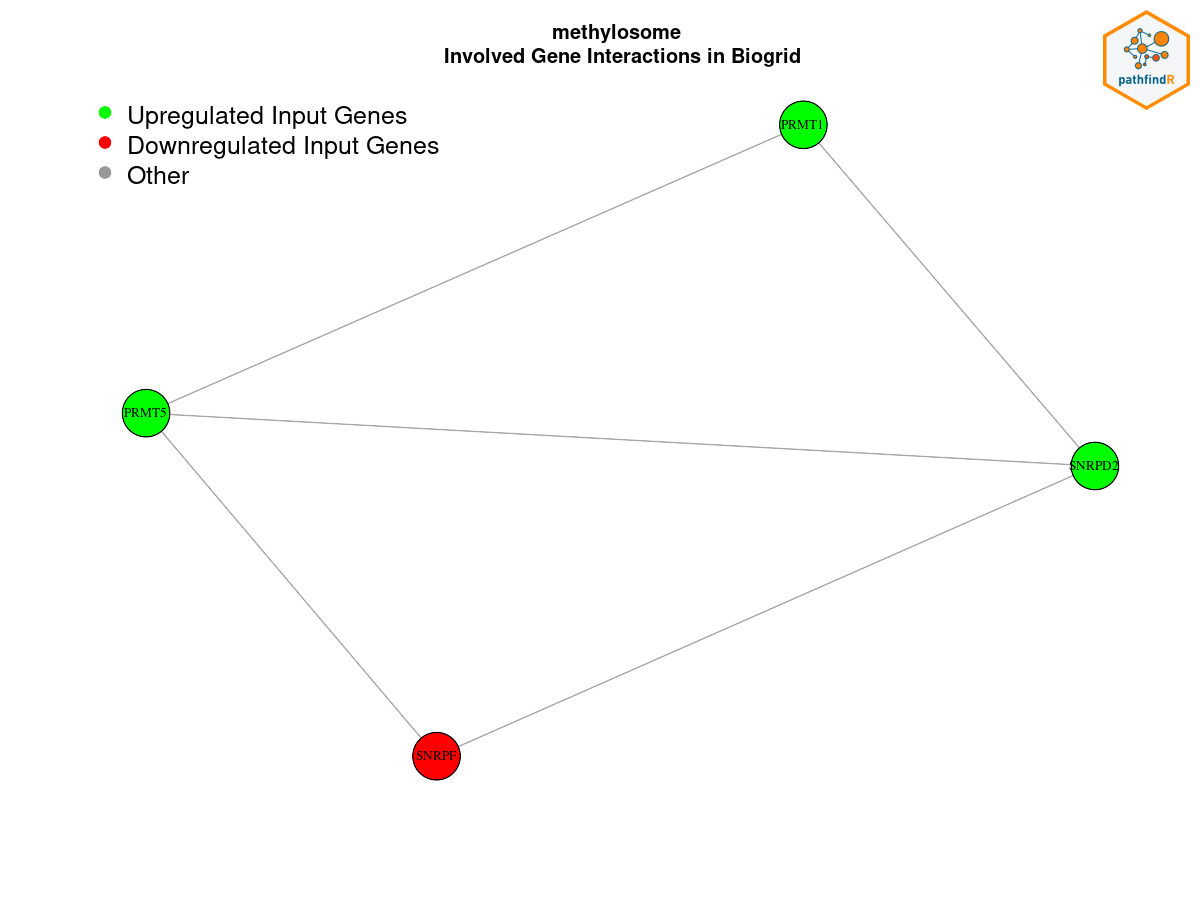 methylosome
Involved Gene Interactions in Biogrid
pathfindR
Upregulated Input Genes
Downregulated Input Genes
Other
PRMT1
PRMT5
SNRPD2
SNRPF